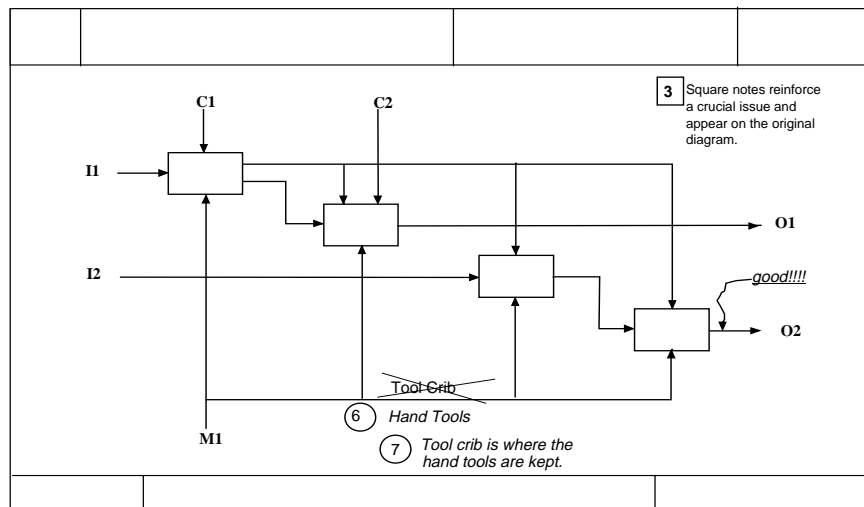 C1
C2
3 Square notes reinforce
a crucial issue and
appear on the original
diagram.
I1
O1
I2
good!!!!
O2
Tool Crib
6 Hand Tools
M1
7 Tool crib is where the
hand tools are kept.